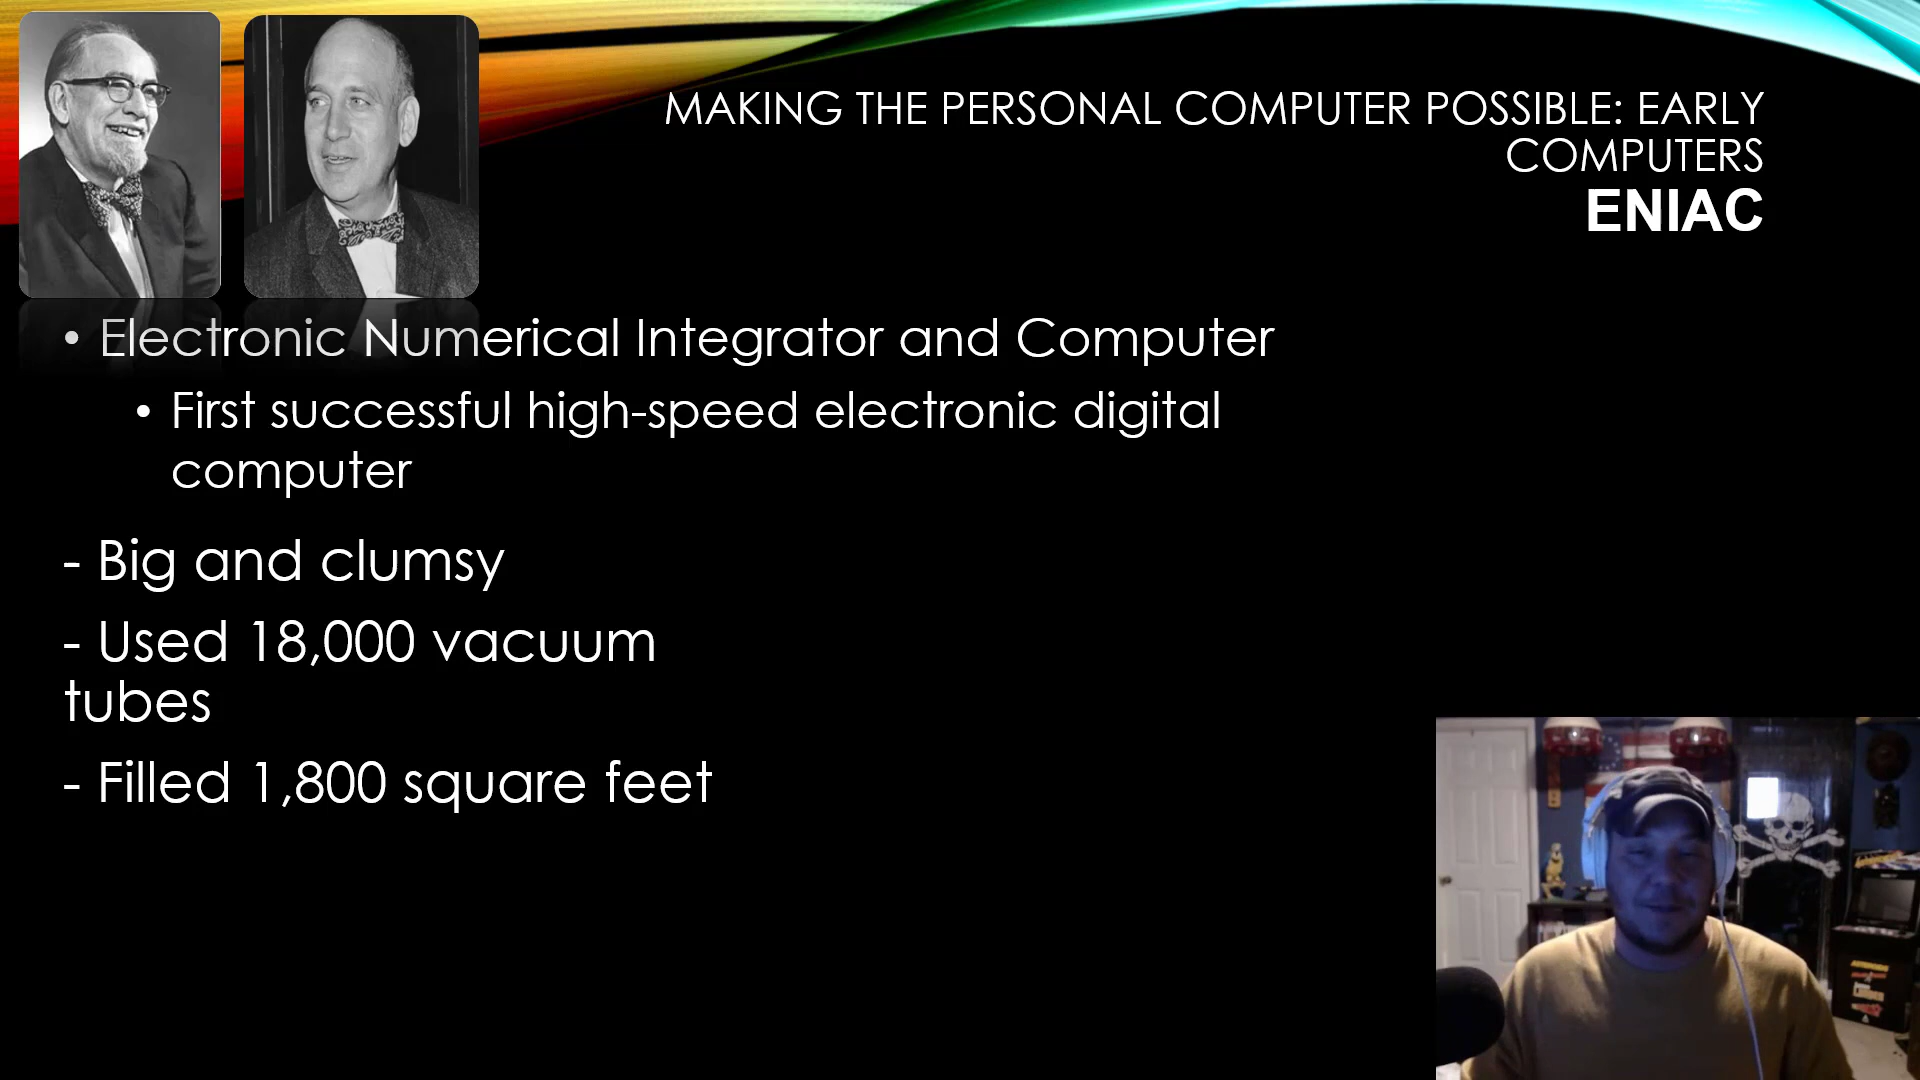 MAKING THE PERSONAL COMPUTER POSSIBLE: EARLY
COMPUTERS
ENIAC
• Electronic Numerical Integrator and Computer
• First successful high-speed electronic digital
computer
- Big and clumsy
- Used 18,000 vacuum
tubes
- Filled 1,800 square feet